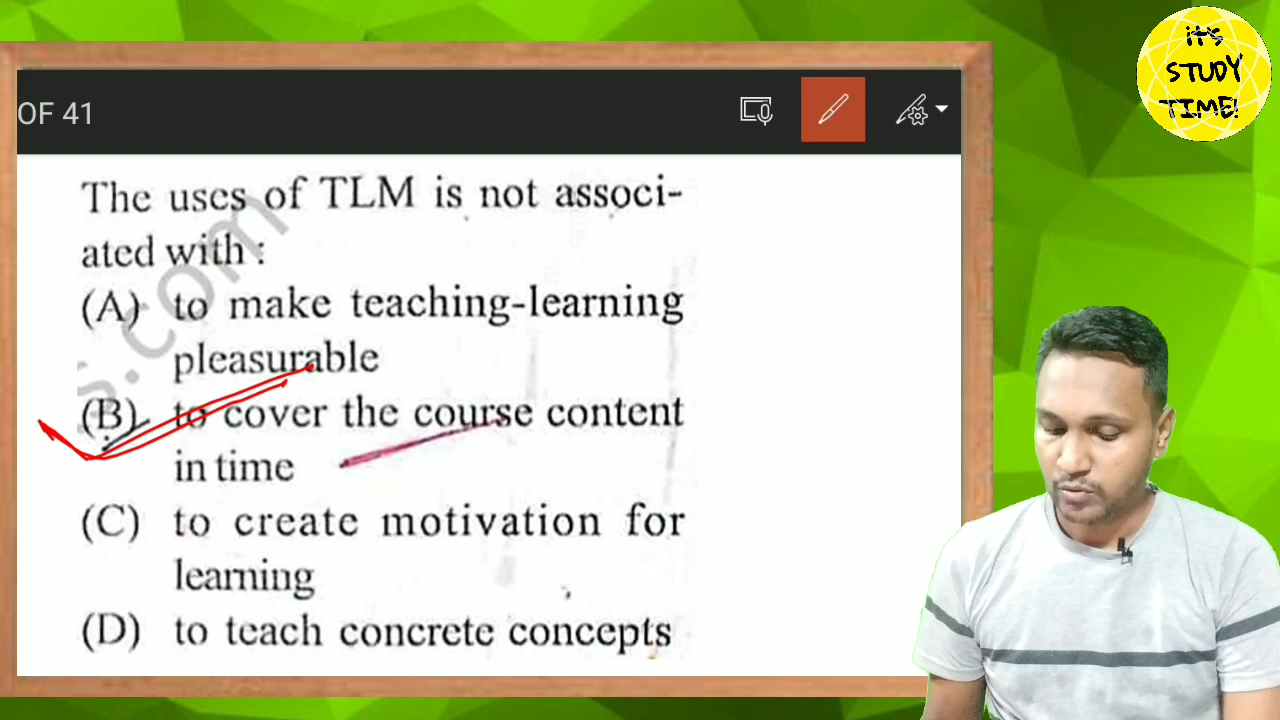 it's
STUDY
TIME!
OF 41
The uses of TLM is not associ-
ated with :
(A) to make teaching-learning
pleasurable
(B) to cover the course content
in time
(C) to create motivation for
learning
(D) to teach concrete concepts
s.com